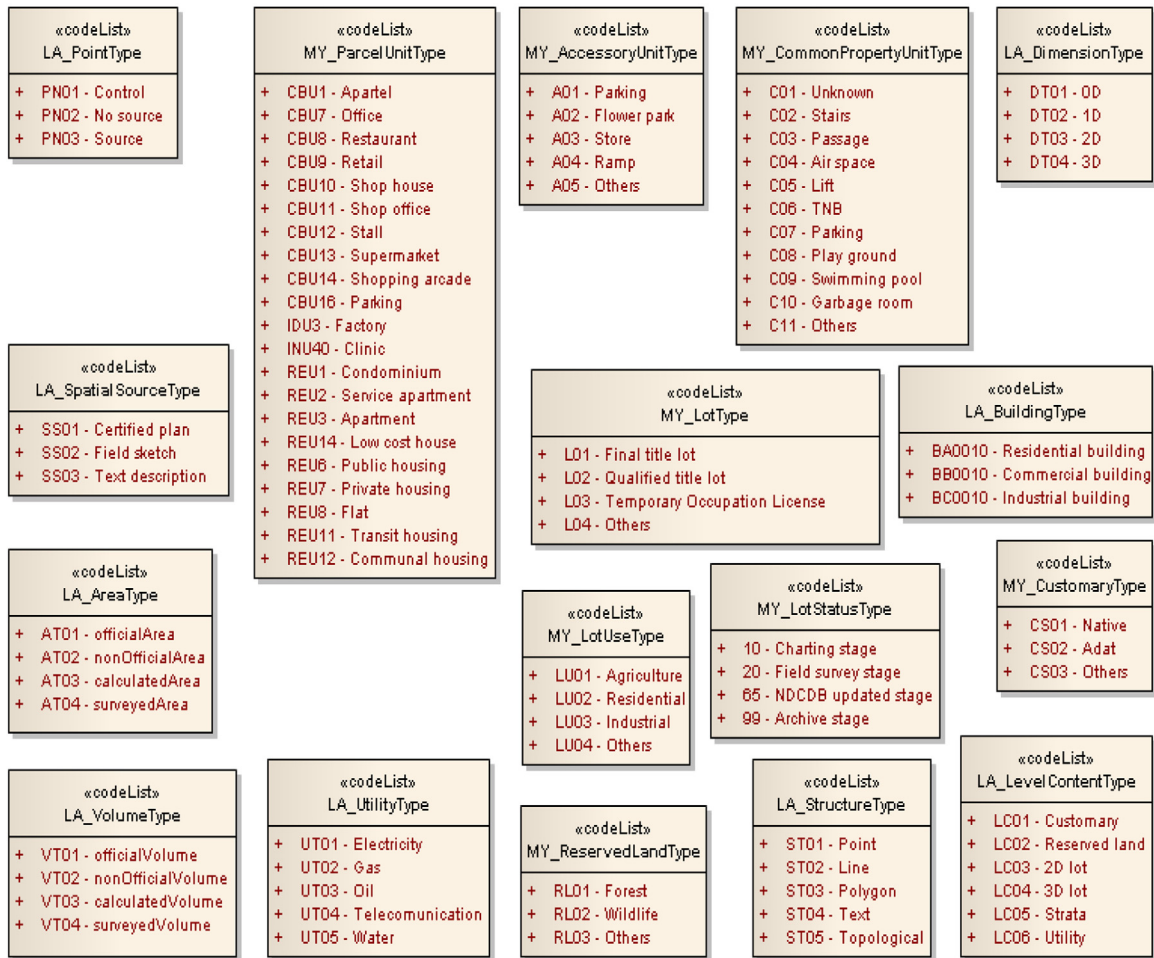 «codeList»
LA_PointType
+ PN01 - Control
+ PN02 - No source
+ PN03 - Source
«codeList»
MY_ParcelUnitType
+ CBU1 - Apartel
+ CBU7 - Office
+ CBU8 - Restaurant
+ CBU9 - Retail
+ CBU10 - Shop house
+ CBU11 - Shop office
+ CBU12 - Stall
+ CBU13 - Supermarket
+ CBU14 - Shopping arcade
+ CBU16 - Parking
+ IDU3 - Factory
+ INU40 - Clinic
+ REU1 - Condominium
+ REU2 - Service apartment
+ REU3 - Apartment
+ REU14 - Low cost house
+ REU6 - Public housing
+ REU7 - Private housing
+ REU8 - Flat
+ REU11 - Transit housing
+ REU12 - Communal housing
«codeList»
MY_AccessoryUnitType
+ A01 - Parking
+ A02 - Flower park
+ A03 - Store
+ A04 - Ramp
+ A05 - Others
«codeList»
MY_CommonPropertyUnitType
+ C01 - Unknown
+ C02 - Stairs
+ C03 - Passage
+ C04 - Air space
+ C05 - Lift
+ C06 - TNB
+ C07 - Parking
+ C08 - Play ground
+ C09 - Swimming pool
+ C10 - Garbage room
+ C11 - Others
«codeList»
LA_DimensionType
+ DT01 - 0D
+ DT02 - 1D
+ DT03 - 2D
+ DT04 - 3D
«codeList»
LA_SpatialSourceType
+ SS01 - Certified plan
+ SS02 - Field sketch
+ SS03 - Text description
«codeList»
MY_LotType
+ L01 - Final title lot
+ L02 - Qualified title lot
+ L03 - Temporary Occupation License
+ L04 - Others
«codeList»
LA_BuildingType
+ BA0010 - Residential building
+ BB0010 - Commercial building
+ BC0010 - Industrial building
«codeList»
LA_AreaType
+ AT01 - officialArea
+ AT02 - nonOfficialArea
+ AT03 - calculatedArea
+ AT04 - surveyedArea
«codeList»
MY_LotUseType
+ LU01 - Agriculture
+ LU02 - Residential
+ LU03 - Industrial
+ LU04 - Others
«codeList»
MY_LotStatusType
+ 10 - Charting stage
+ 20 - Field survey stage
+ 65 - NDCDB updated stage
+ 99 - Archive stage
«codeList»
MY_CustomaryType
+ CS01 - Native
+ CS02 - Adat
+ CS03 - Others
«codeList»
LA_VolumeType
+ VT01 - officialVolume
+ VT02 - nonOfficialVolume
+ VT03 - calculatedVolume
+ VT04 - surveyedVolume
«codeList»
LA_UtilityType
+ UT01 - Electricity
+ UT02 - Gas
+ UT03 - Oil
+ UT04 - Telecomunication
+ UT05 - Water
«codeList»
MY_ReservedLandType
+ RL01 - Forest
+ RL02 - Wildlife
+ RL03 - Others
«codeList»
LA_StructureType
+ ST01 - Point
+ ST02 - Line
+ ST03 - Polygon
+ ST04 - Text
+ ST05 - Topological
«codeList»
LA_LevelContentType
+ LC01 - Customary
+ LC02 - Reserved land
+ LC03 - 2D lot
+ LC04 - 3D lot
+ LC05 - Strata
+ LC06 - Utility